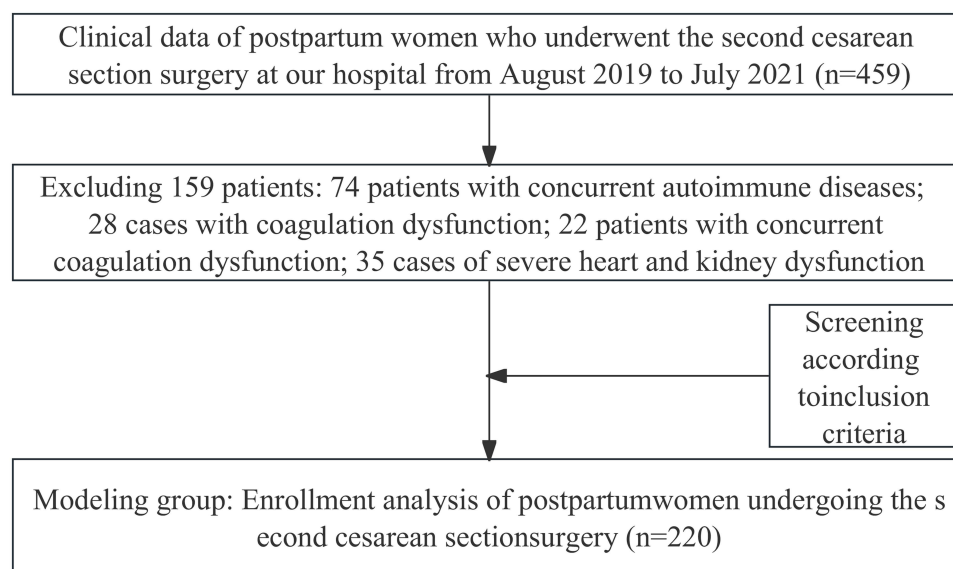 Clinical data of postpartum women who underwent the second cesarean
section surgery at our hospital from August 2019 to July 2021 (n=459)
Excluding 159 patients: 74 patients with concurrent autoimmune diseases;
28 cases with coagulation dysfunction; 22 patients with concurrent
coagulation dysfunction; 35 cases of severe heart and kidney dysfunction
Screening
according
toinclusion
criteria
Modeling group: Enrollment analysis of postpartumwomen undergoing the s
econd cesarean sectionsurgery (n=220)